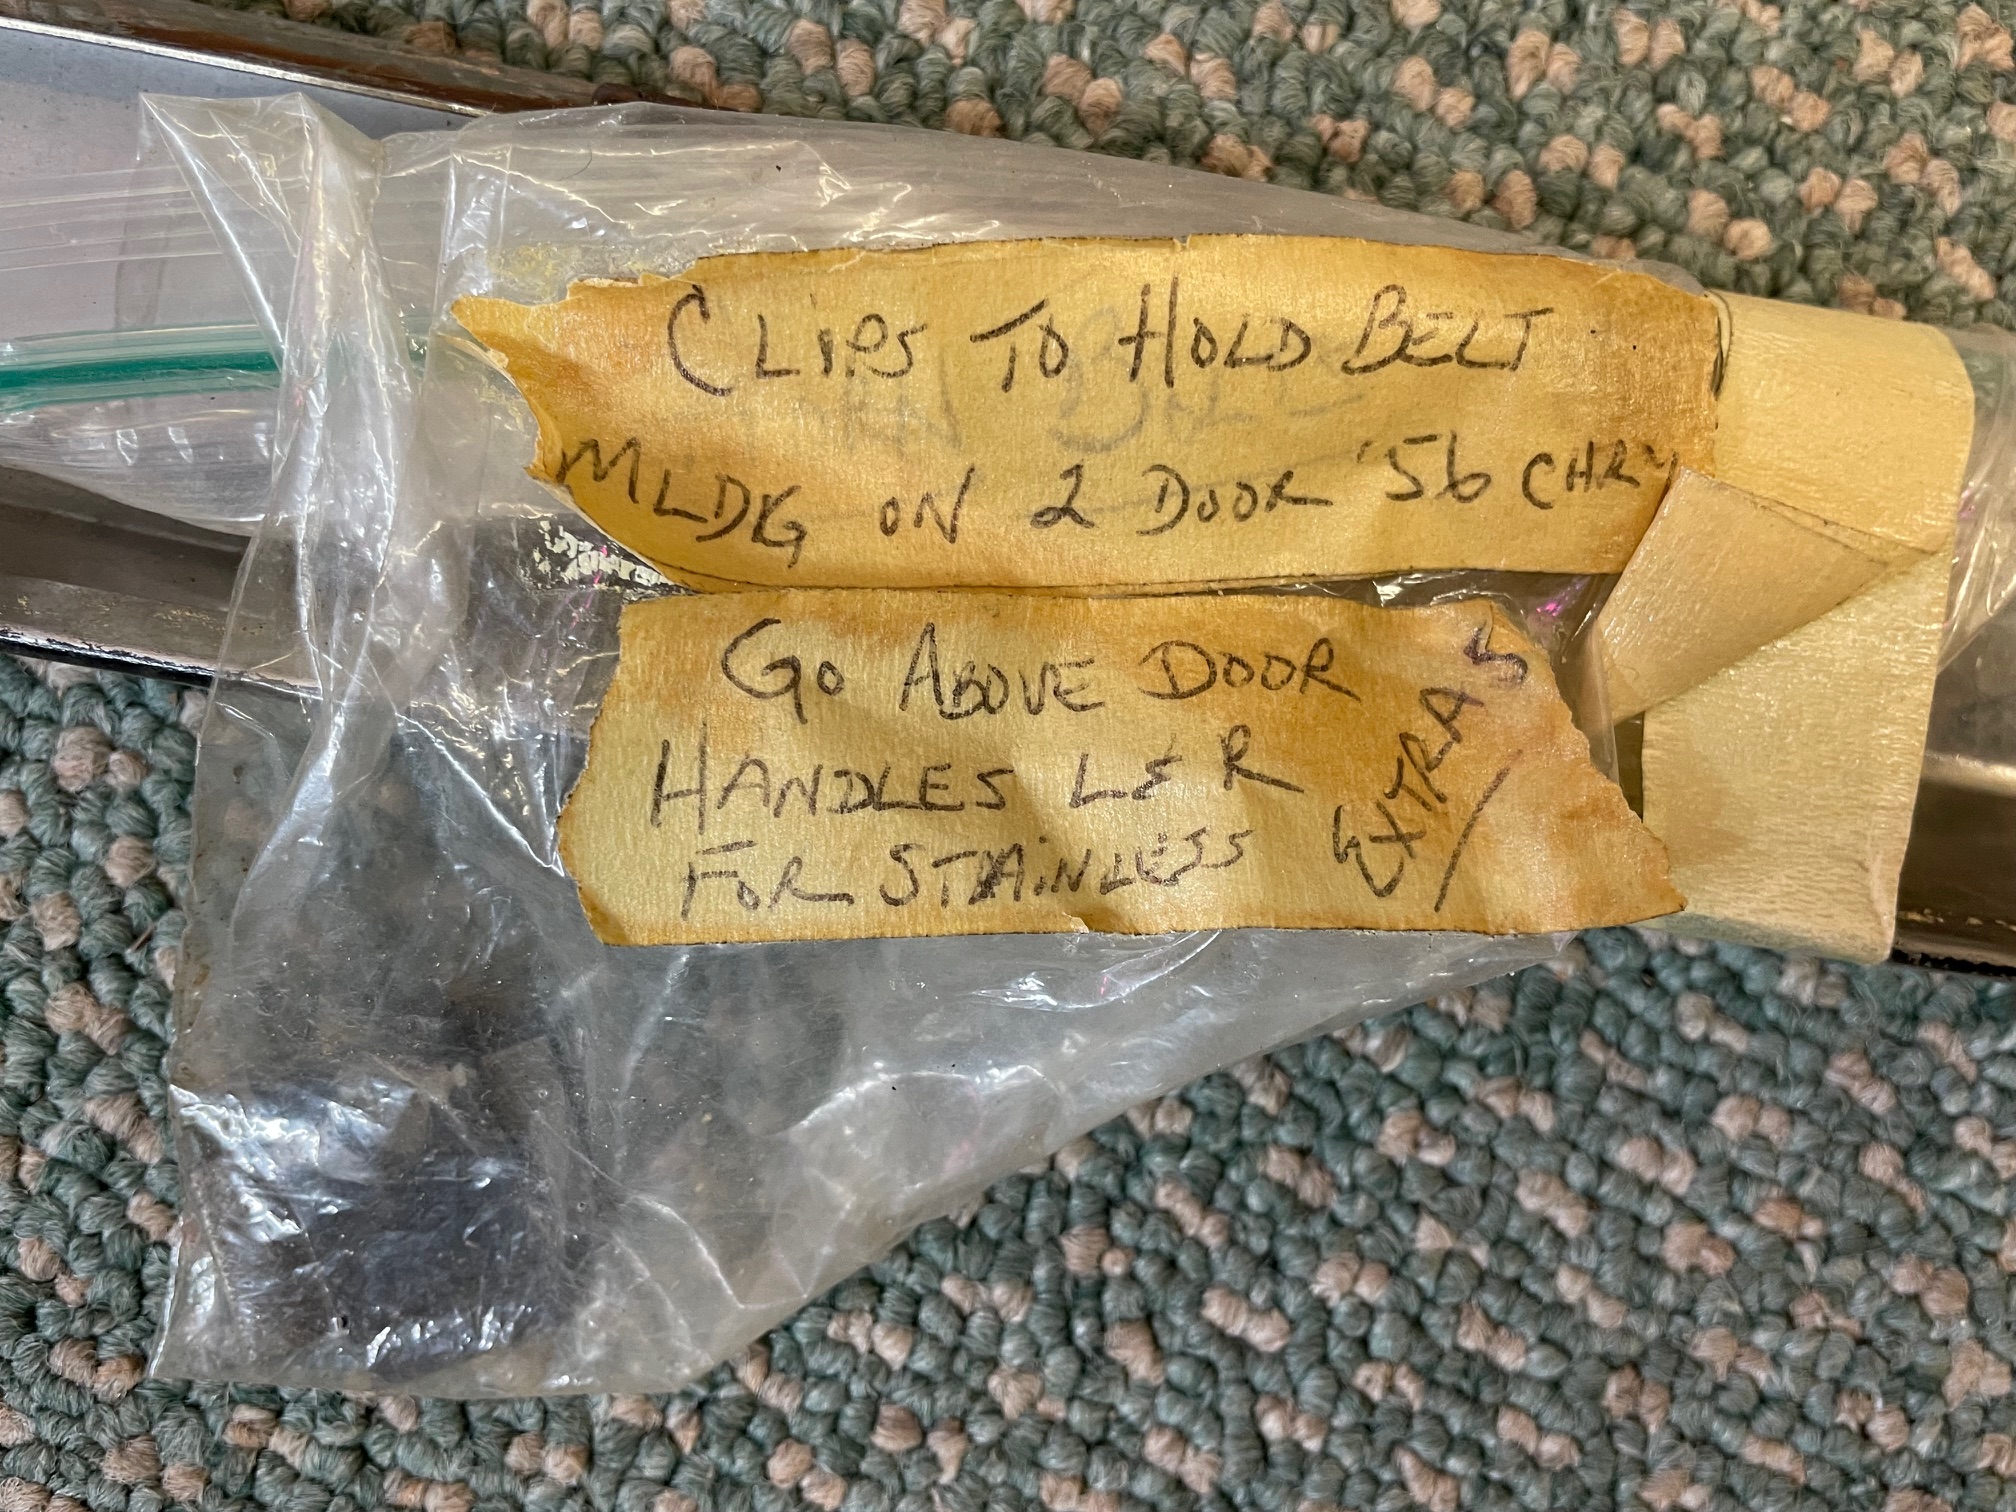 CLIPS TO HOLD BELT
MLDG ON 2 DOOR '56 CHRY
GO ABOVE DOOR
HANDLES L & R
FOR STAINLESS
EXTRAS